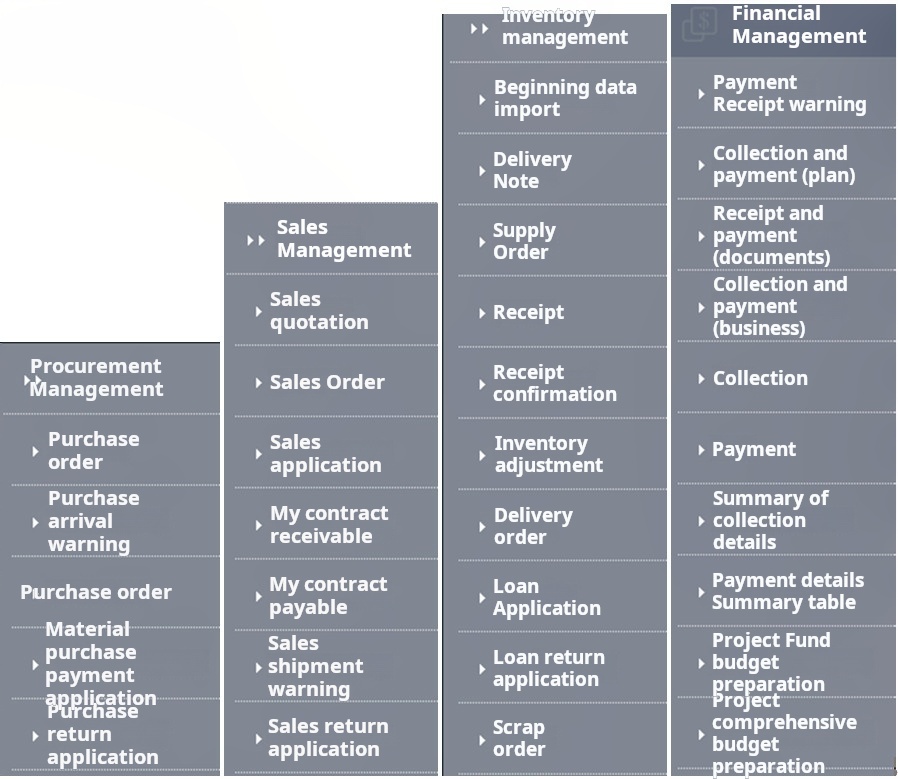 Procurement
Management
Purchase
order
Purchase
arrival
warning
Purchase order
Material
purchase
payment
application
Purchase
return
application
Sales
Management
Sales
quotation
Sales Order
Sales
application
My contract
receivable
My contract
payable
Sales
shipment
warning
Sales return
application
Inventory
management
Beginning data
import
Delivery
Note
Supply
Order
Receipt
Receipt
confirmation
Inventory
adjustment
Delivery
order
Loan
Application
Loan return
application
Scrap
order
Financial
Management
Payment
Receipt warning
Collection and
payment (plan)
Receipt and
payment
(documents)
Collection and
payment
(business)
Collection
Payment
Summary of
collection
details
Payment details
Summary table
Project Fund
budget
preparation
Project
comprehensive
budget
preparation